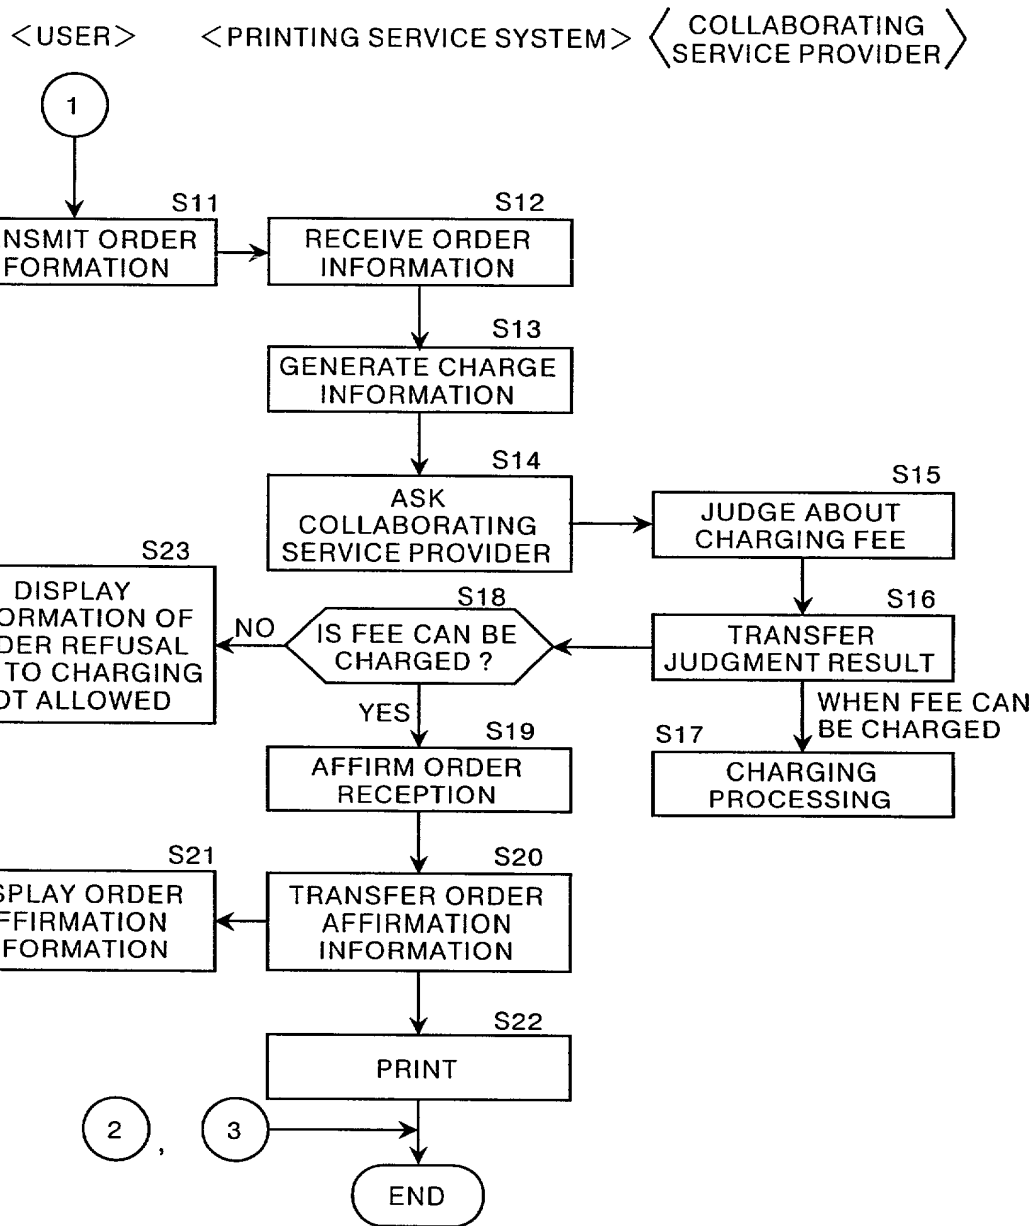 <USER>
<PRINTING SERVICE SYSTEM>
<COLLABORATING
SERVICE PROVIDER>
1
S11
NSMIT ORDER
FORMATION
S12
RECEIVE ORDER
INFORMATION
S13
GENERATE CHARGE
INFORMATION
S14
ASK
COLLABORATING
SERVICE PROVIDER
S15
JUDGE ABOUT
CHARGING FEE
S16
TRANSFER
JUDGMENT RESULT
WHEN FEE CAN
BE CHARGED
S17
CHARGING
PROCESSING
S18
IS FEE CAN BE
CHARGED ?
NO
YES
S23
DISPLAY
FORMATION OF
DER REFUSAL
TO CHARGING
OT ALLOWED
S19
AFFIRM ORDER
RECEPTION
S20
TRANSFER ORDER
AFFIRMATION
INFORMATION
S21
SPLAY ORDER
FFIRMATION
FORMATION
S22
PRINT
2 , 3
END